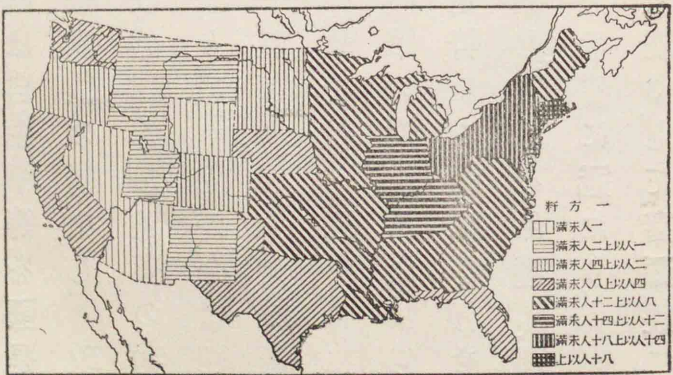 一方粁
一人未滿
一人以上二人未滿
二人以上四人未滿
四人以上八人未滿
八人以上二十人未滿
二十人以上四十人未滿
四十人以上八十人未滿
八十人以上